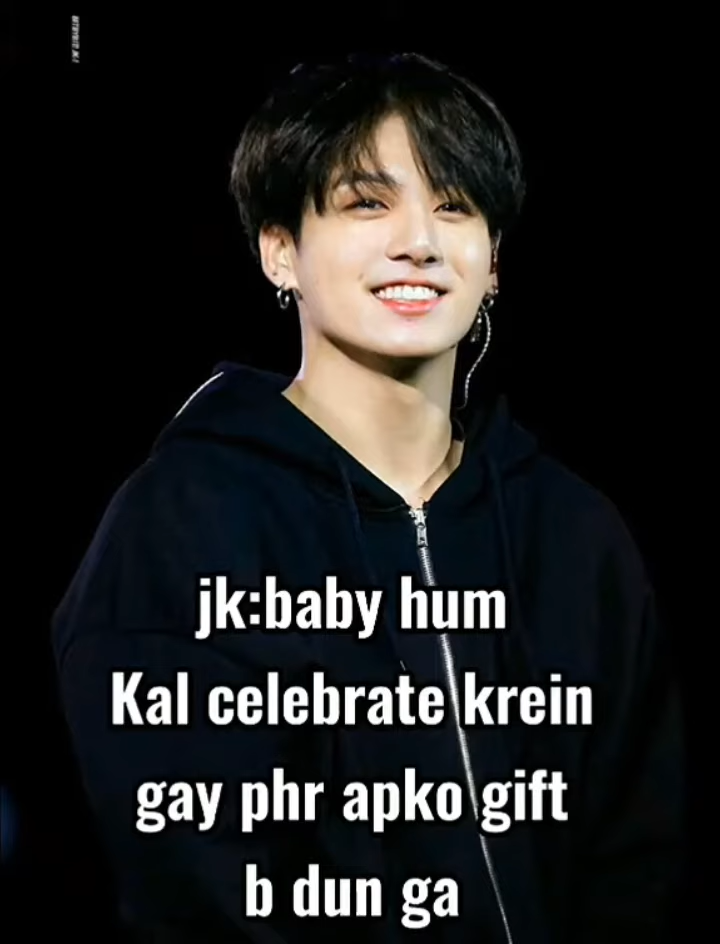 jk:baby hum
Kal celebrate krein
gay phr apko gift
b dun ga